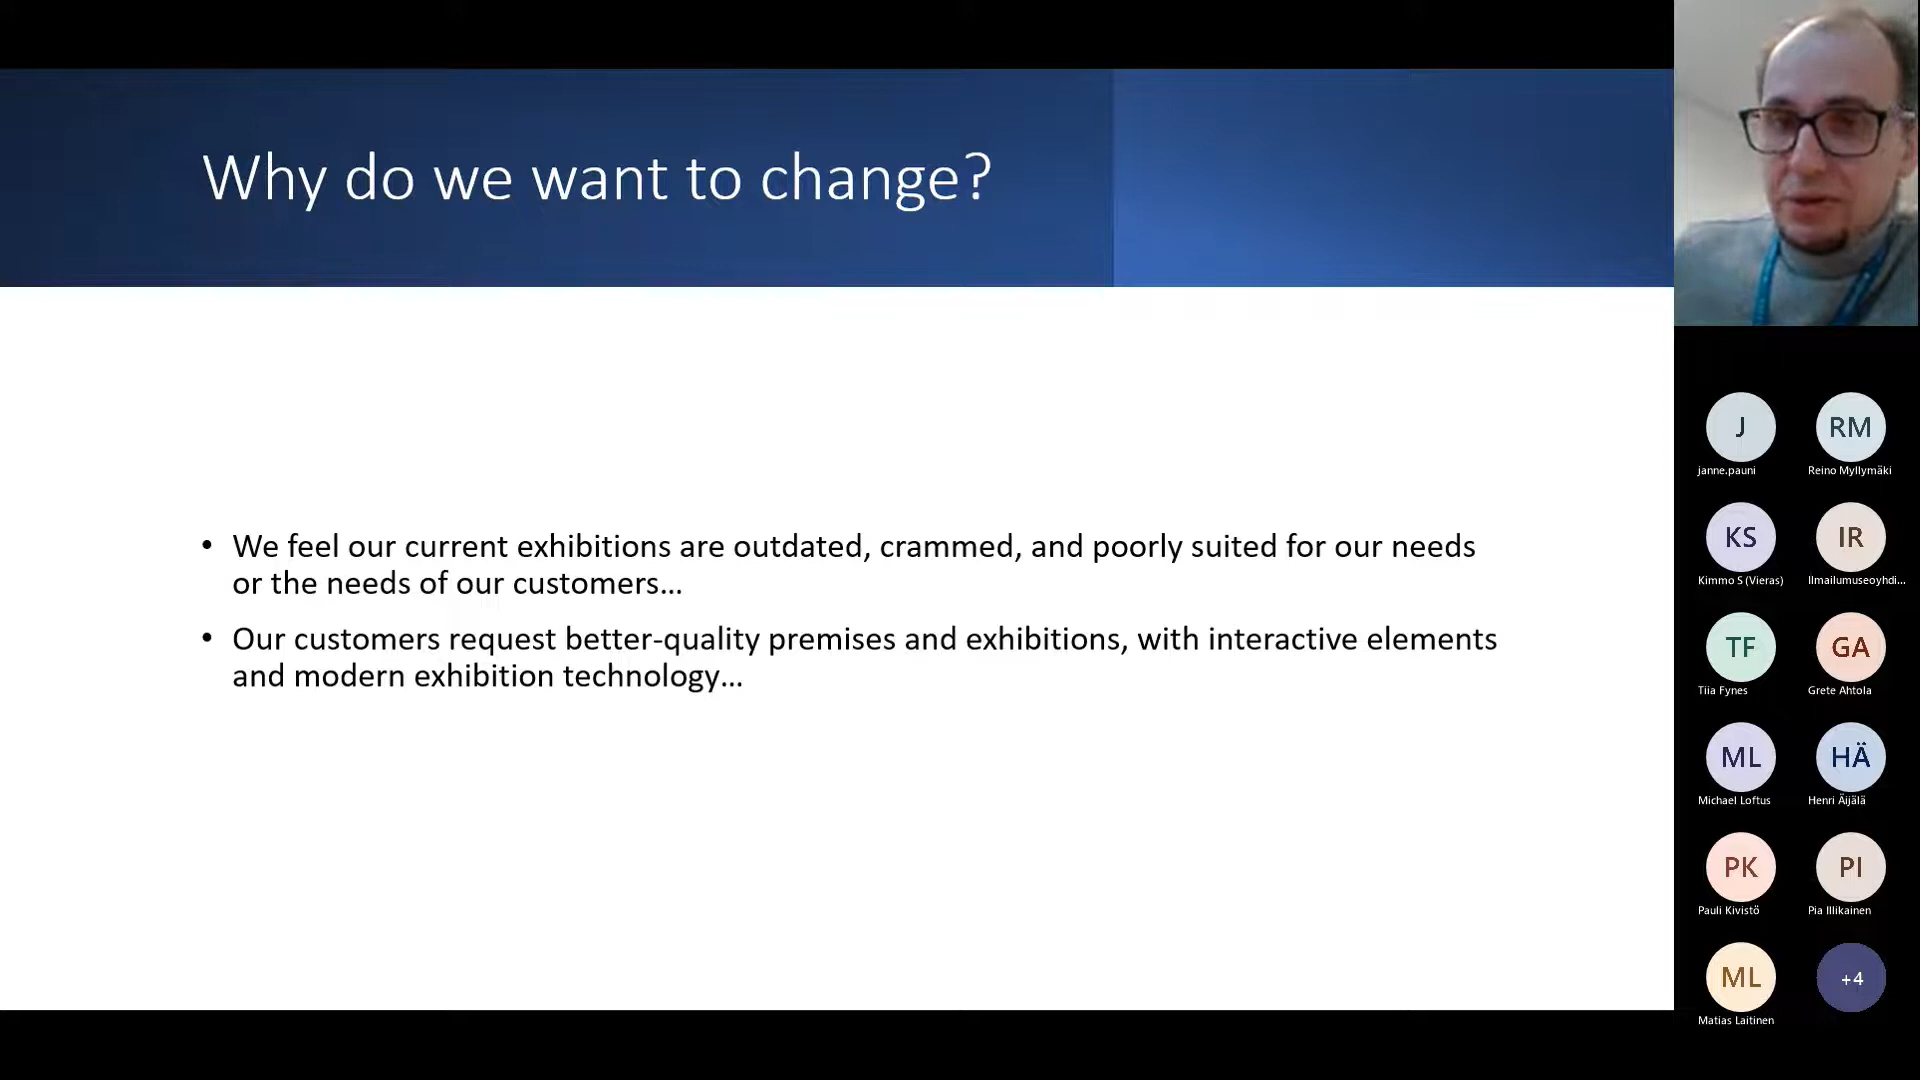 Why do we want to change?
• We feel our current exhibitions are outdated, crammed, and poorly suited for our needs
or the needs of our customers...
• Our customers request better-quality premises and exhibitions, with interactive elements
and modern exhibition technology...
J
RM
janne.pauni
Reino Myllymäki
KS
IR
Kimmo S (Vieras)
Ilmailumuseoyhdi...
TF
GA
Tiia Fynes
Grete Ahtola
ML
HÄ
Michael Loftus
Henri Äijälä
PK
PI
Pauli Kivistö
Pia Illikainen
ML
+4
Matias Laitinen